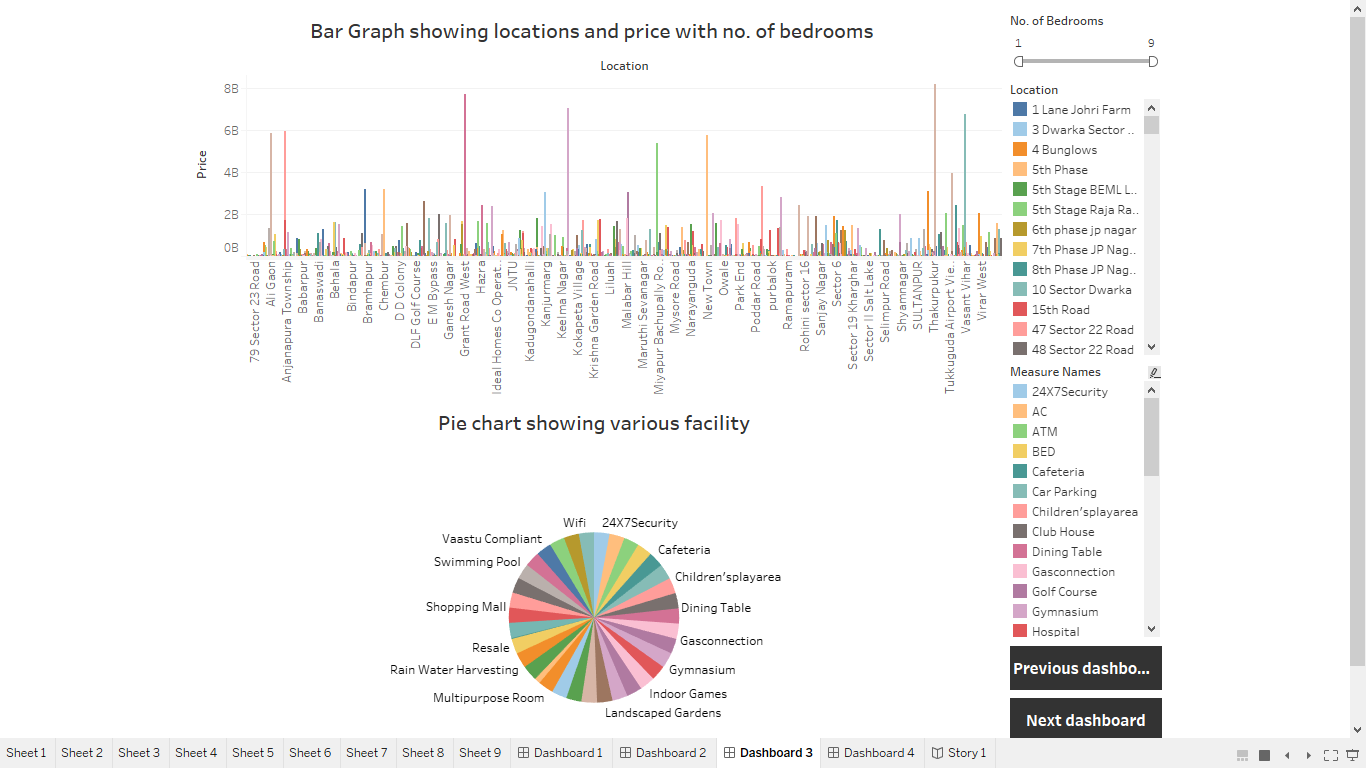 Bar Graph showing locations and price with no. of bedrooms
Location
Price
8B
6B
4B
2B
0B
79 Sector 23 Road
Ali Gaon
Anjanapura Township
Babarpur
Banaswadi
Behala
Bindapur
Bramhapur
Chembur
D D Colony
DLF Golf Course
E M Bypass
Ganesh Nagar
Grant Road West
Hazra
Ideal Homes Co Operat..
JNTU
Kadugondanahalli
Kanjurmarg
Keelma Nagar
Kokapeta Village
Krishna Garden Road
Liluah
Malabar Hill
Maruthi Sevanagar
Miyapur Bachupally Ro..
Mysore Road
Narayanguda
New Town
Owale
Park End
Poddar Road
purbalok
Ramapuram
Rohini sector 16
Sanjay Nagar
Sector 6
Sector 19 Kharghar
Sector II Salt Lake
Selimpur Road
Shyamnagar
SULTANPUR
Thakurpukur
Tukkuguda Airport Vie..
Vasant Vihar
Virar West
No. of Bedrooms
1 9
Location
1 Lane Johri Farm
3 Dwarka Sector ..
4 Bunglows
5th Phase
5th Stage BEML L..
5th Stage Raja Ra..
6th phase jp nagar
7th Phase JP Nag..
8th Phase JP Nag..
10 Sector Dwarka
15th Road
47 Sector 22 Road
48 Sector 22 Road
Measure Names
24X7Security
AC
ATM
BED
Cafeteria
Car Parking
Children'splayarea
Club House
Dining Table
Gasconnection
Golf Course
Gymnasium
Hospital
Pie chart showing various facility
Wifi
24X7Security
Vaastu Compliant
Cafeteria
Swimming Pool
Children'splayarea
Shopping Mall
Dining Table
Resale
Gasconnection
Rain Water Harvesting
Gymnasium
Multipurpose Room
Indoor Games
Landscaped Gardens
Previous dashbo...
Next dashboard
Sheet 1 Sheet 2 Sheet 3 Sheet 4 Sheet 5 Sheet 6 Sheet 7 Sheet 8 Sheet 9 Dashboard 1 Dashboard 2 Dashboard 3 Dashboard 4 Story 1